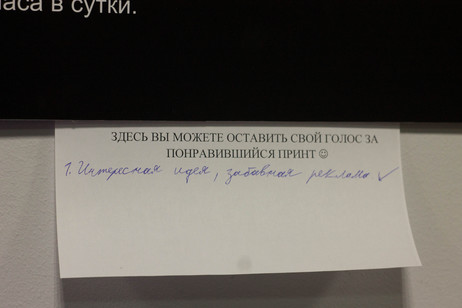 аса в сутки.
ЗДЕСЬ ВЫ МОЖЕТЕ ОСТАВИТЬ СВОЙ ГОЛОС ЗА
ПОНРАВИВШИЙСЯ ПРИНТ ☺
1. Интересная идея, забавная реклама ✓